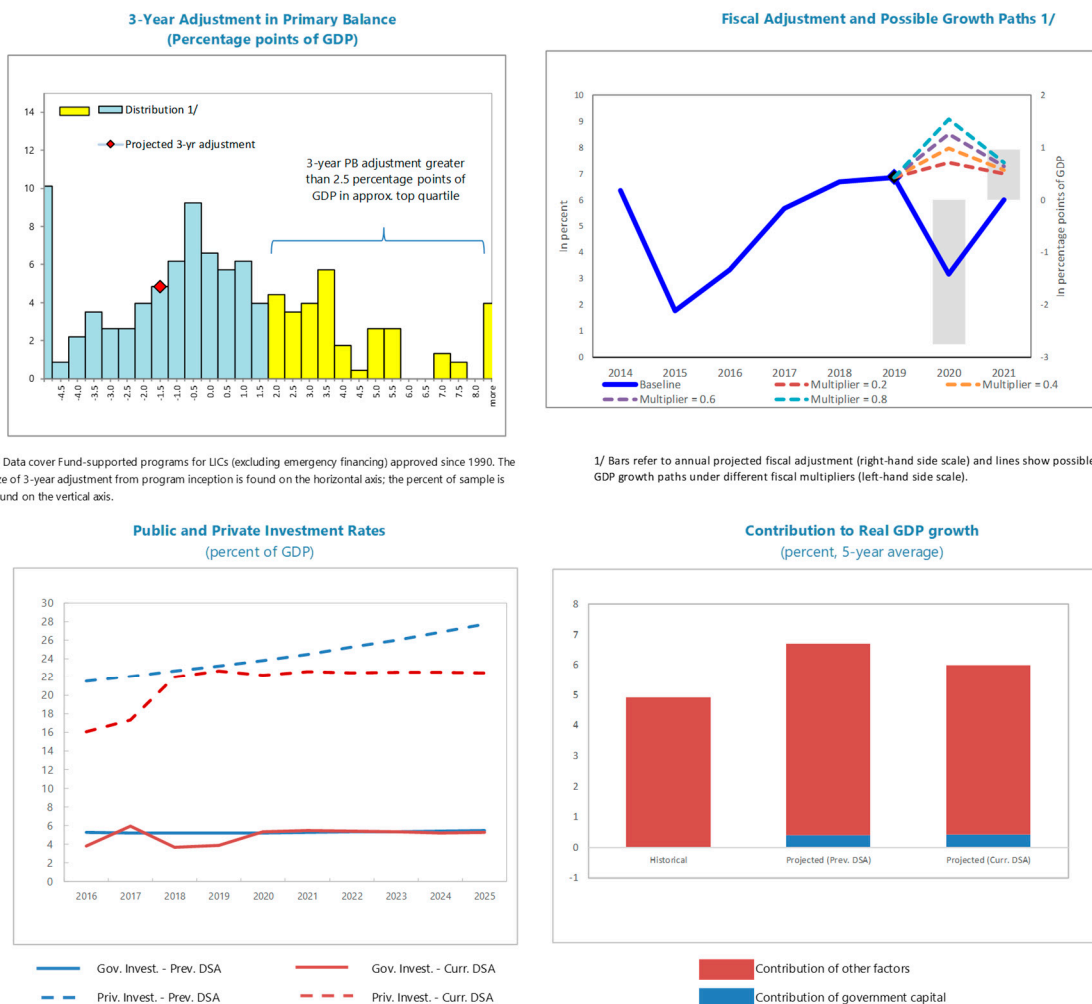 3-Year Adjustment in Primary Balance
(Percentage points of GDP)
14
12
10
8
6
4
2
0
Distribution 1/
Projected 3-yr adjustment
3-year PB adjustment greater
than 2.5 percentage points of
GDP in approx. top quartile
-4.5
-4.0
-3.5
-3.0
-2.5
-2.0
-1.5
-1.0
-0.5
0.0
0.5
1.0
1.5
2.0
2.5
3.0
3.5
4.0
4.5
5.0
5.5
6.0
6.5
7.0
7.5
8.0
more
Data cover Fund-supported programs for LICs (excluding emergency financing) approved since 1990. The
of 3-year adjustment from program inception is found on the horizontal axis; the percent of sample is
on the vertical axis.
Fiscal Adjustment and Possible Growth Paths 1/
In percent
10
9
8
7
6
5
4
3
2
1
0
2
1
0
-1
-2
-3
In percentage points of GDP
2014 2015 2016 2017 2018 2019 2020 2021
Baseline Multiplier = 0.2 Multiplier = 0.4
Multiplier = 0.6 Multiplier = 0.8
1/ Bars refer to annual projected fiscal adjustment (right-hand side scale) and lines show possible
GDP growth paths under different fiscal multipliers (left-hand side scale).
Public and Private Investment Rates
(percent of GDP)
30
28
26
24
22
20
18
16
14
12
10
8
6
4
2
0
2016 2017 2018 2019 2020 2021 2022 2023 2024 2025
Gov. Invest. - Prev. DSA Gov. Invest. - Curr. DSA
Priv. Invest. - Prev. DSA Priv. Invest. - Curr. DSA
Contribution to Real GDP growth
(percent, 5-year average)
8
7
6
5
4
3
2
1
0
-1
Historical Projected (Prev. DSA) Projected (Curr. DSA)
Contribution of other factors
Contribution of government capital